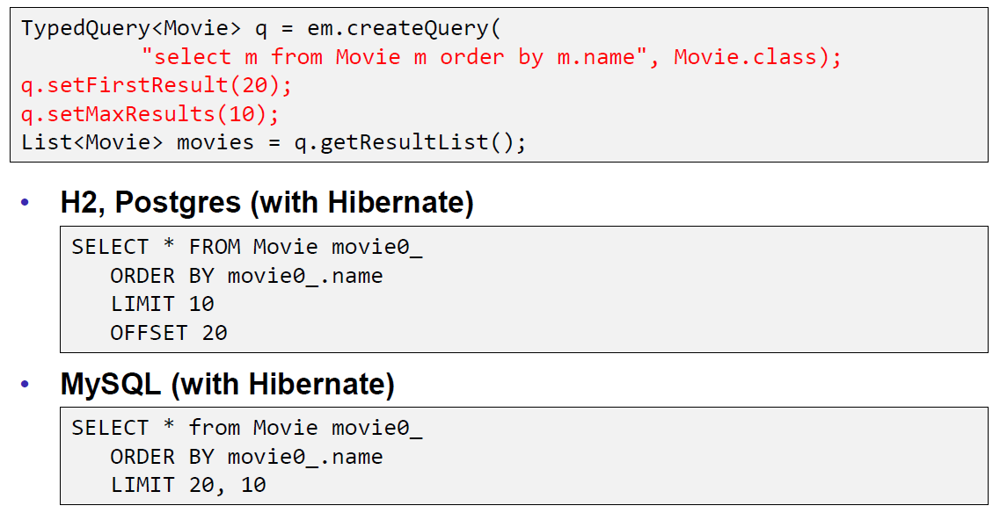 TypedQuery<Movie> q = em.createQuery(
"select m from Movie m order by m.name", Movie.class);
q.setFirstResult(20);
q.setMaxResults(10);
List<Movie> movies = q.getResultList();
• H2, Postgres (with Hibernate)
SELECT * FROM Movie movie0_
ORDER BY movie0_.name
LIMIT 10
OFFSET 20
• MySQL (with Hibernate)
SELECT * from Movie movie0_
ORDER BY movie0_.name
LIMIT 20, 10